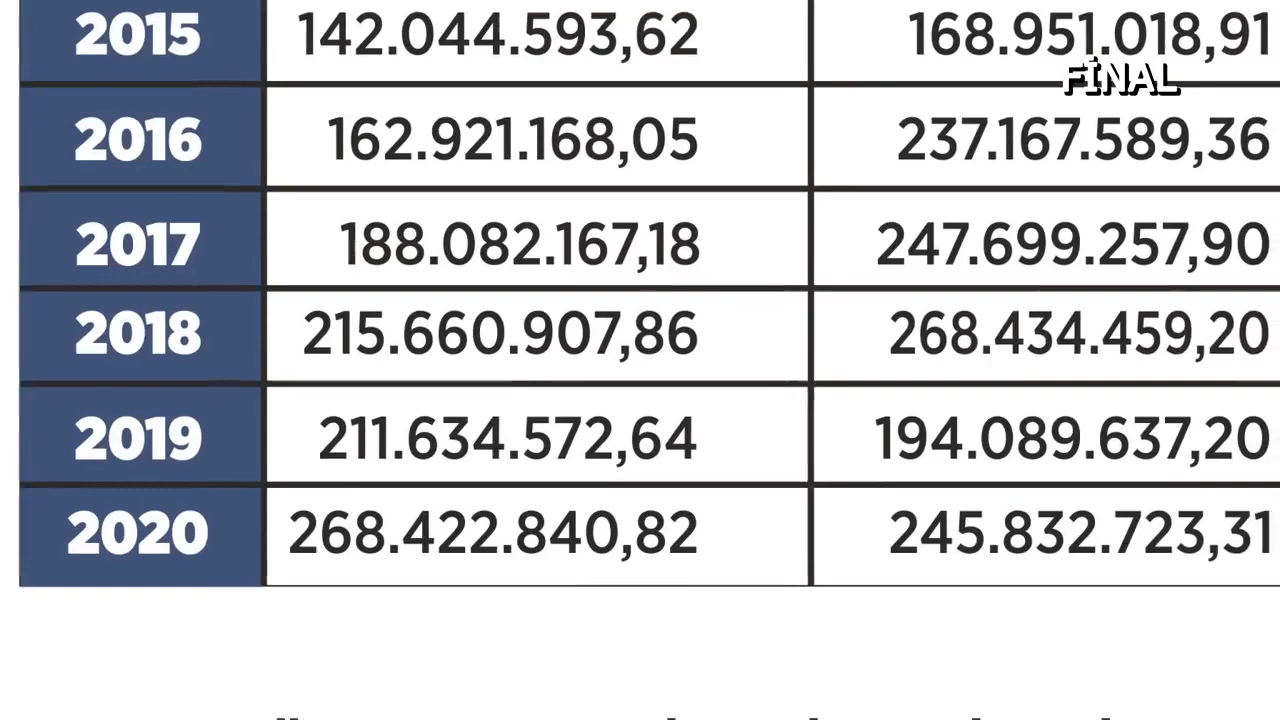 2015 142.044.593,62 168.951.018,91
FİNAL
2016 162.921.168,05 237.167.589,36
2017 188.082.167,18 247.699.257,90
2018 215.660.907,86 268.434.459,20
2019 211.634.572,64 194.089.637,20
2020 268.422.840,82 245.832.723,31